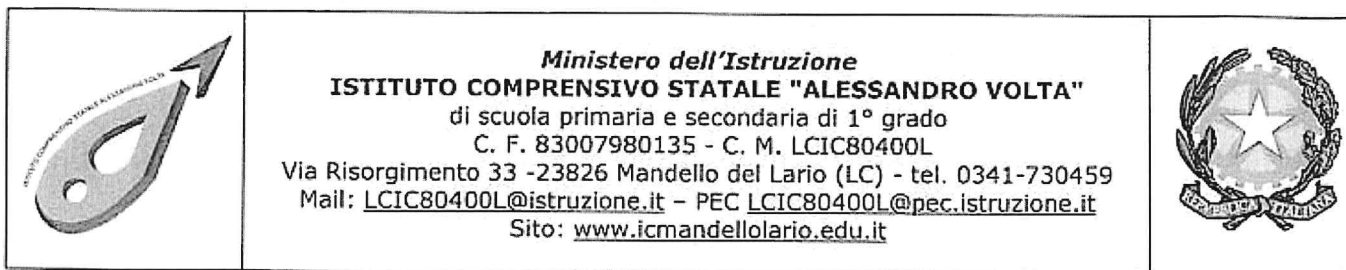 Ministero dell'Istruzione
ISTITUTO COMPRENSIVO STATALE "ALESSANDRO VOLTA"
di scuola primaria e secondaria di 1° grado
C. F. 83007980135 - C. M. LCIC80400L
Via Risorgimento 33 -23826 Mandello del Lario (LC) - tel. 0341-730459
Mail: LCIC80400L@istruzione.it – PEC LCIC80400L@pec.istruzione.it
Sito: www.icmandellolario.edu.it
REPUBBLICA ITALIANA